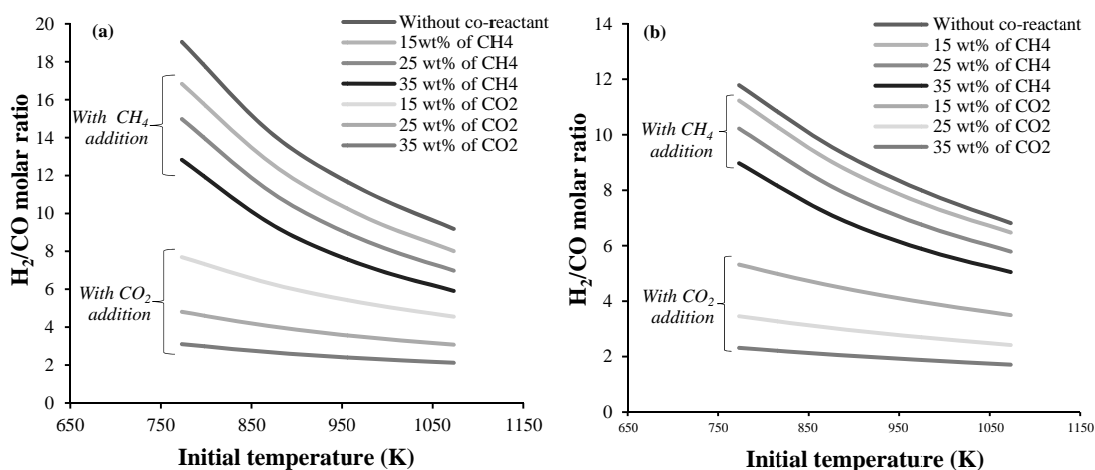 (a)
20
18
16
14
12
10
8
6
4
2
0
H2/CO molar ratio
650 750 850 950 1050 1150
Initial temperature (K)
Without co-reactant
15wt% of CH4
25 wt% of CH4
35 wt% of CH4
15 wt% of CO2
25 wt% of CO2
35 wt% of CO2
With CH4
addition
With CO2
addition
(b)
14
12
10
8
6
4
2
0
H2/CO molar ratio
650 750 850 950 1050 1150
Initial temperature (K)
Without co-reactant
15 wt% of CH4
25 wt% of CH4
35 wt% of CH4
15 wt% of CO2
25 wt% of CO2
35 wt% of CO2
With CH4
addition
With CO2
addition